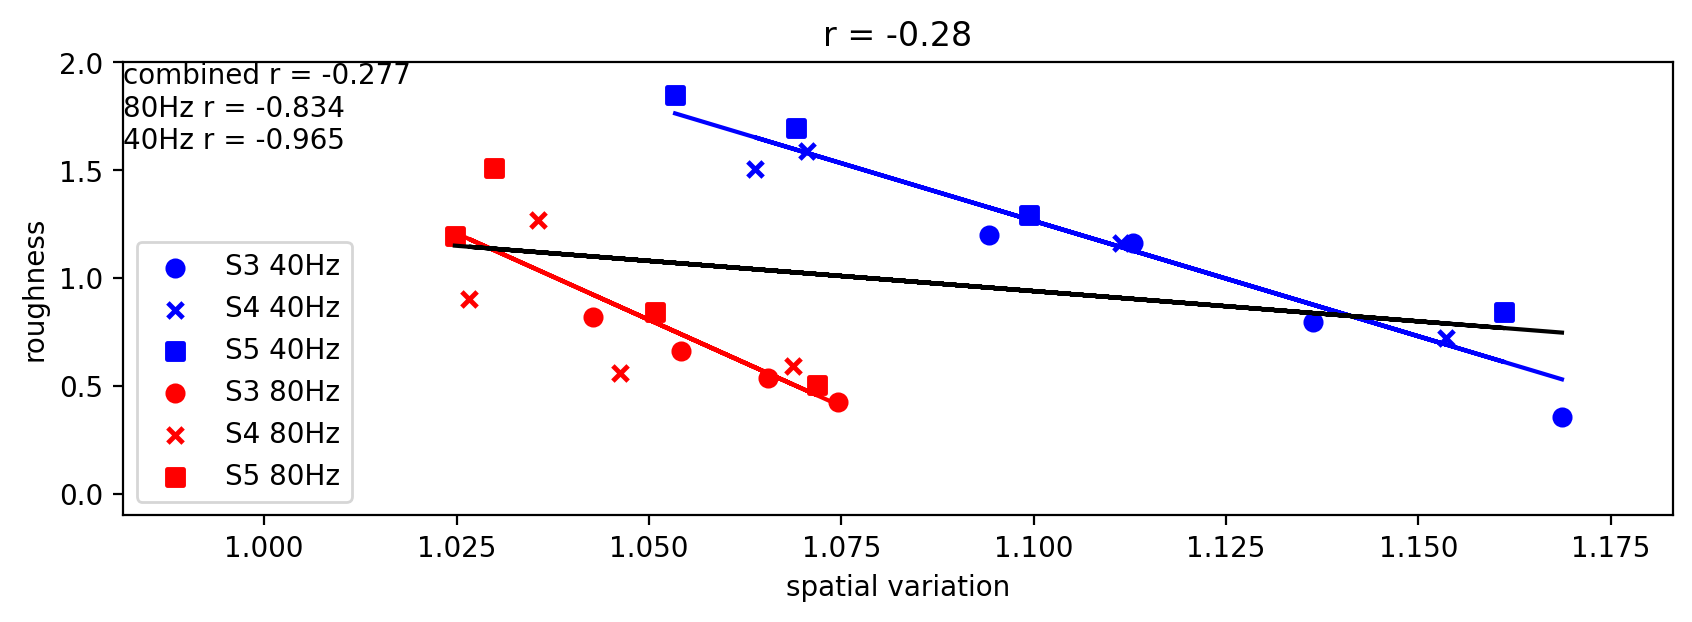 r = -0.28
combined r = -0.277
80Hz r = -0.834
40Hz r = -0.965
2.0
1.5
1.0
0.5
0.0
roughness
S3 40Hz
S4 40Hz
S5 40Hz
S3 80Hz
S4 80Hz
S5 80Hz
1.000 1.025 1.050 1.075 1.100 1.125 1.150 1.175
spatial variation